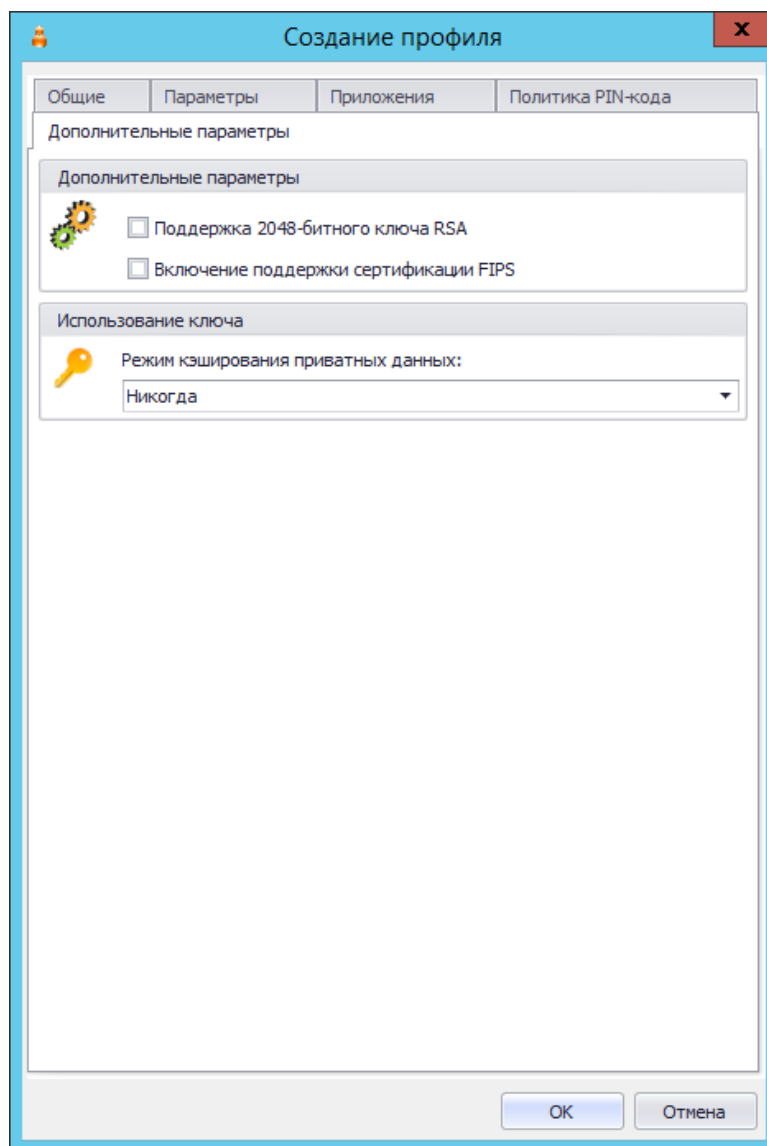 Создание профиля
x
Общие Параметры Приложения Политика PIN-кода
Дополнительные параметры
Дополнительные параметры
Поддержка 2048-битного ключа RSA
Включение поддержки сертификации FIPS
Использование ключа
Режим кэширования приватных данных:
Никогда
OK Отмена